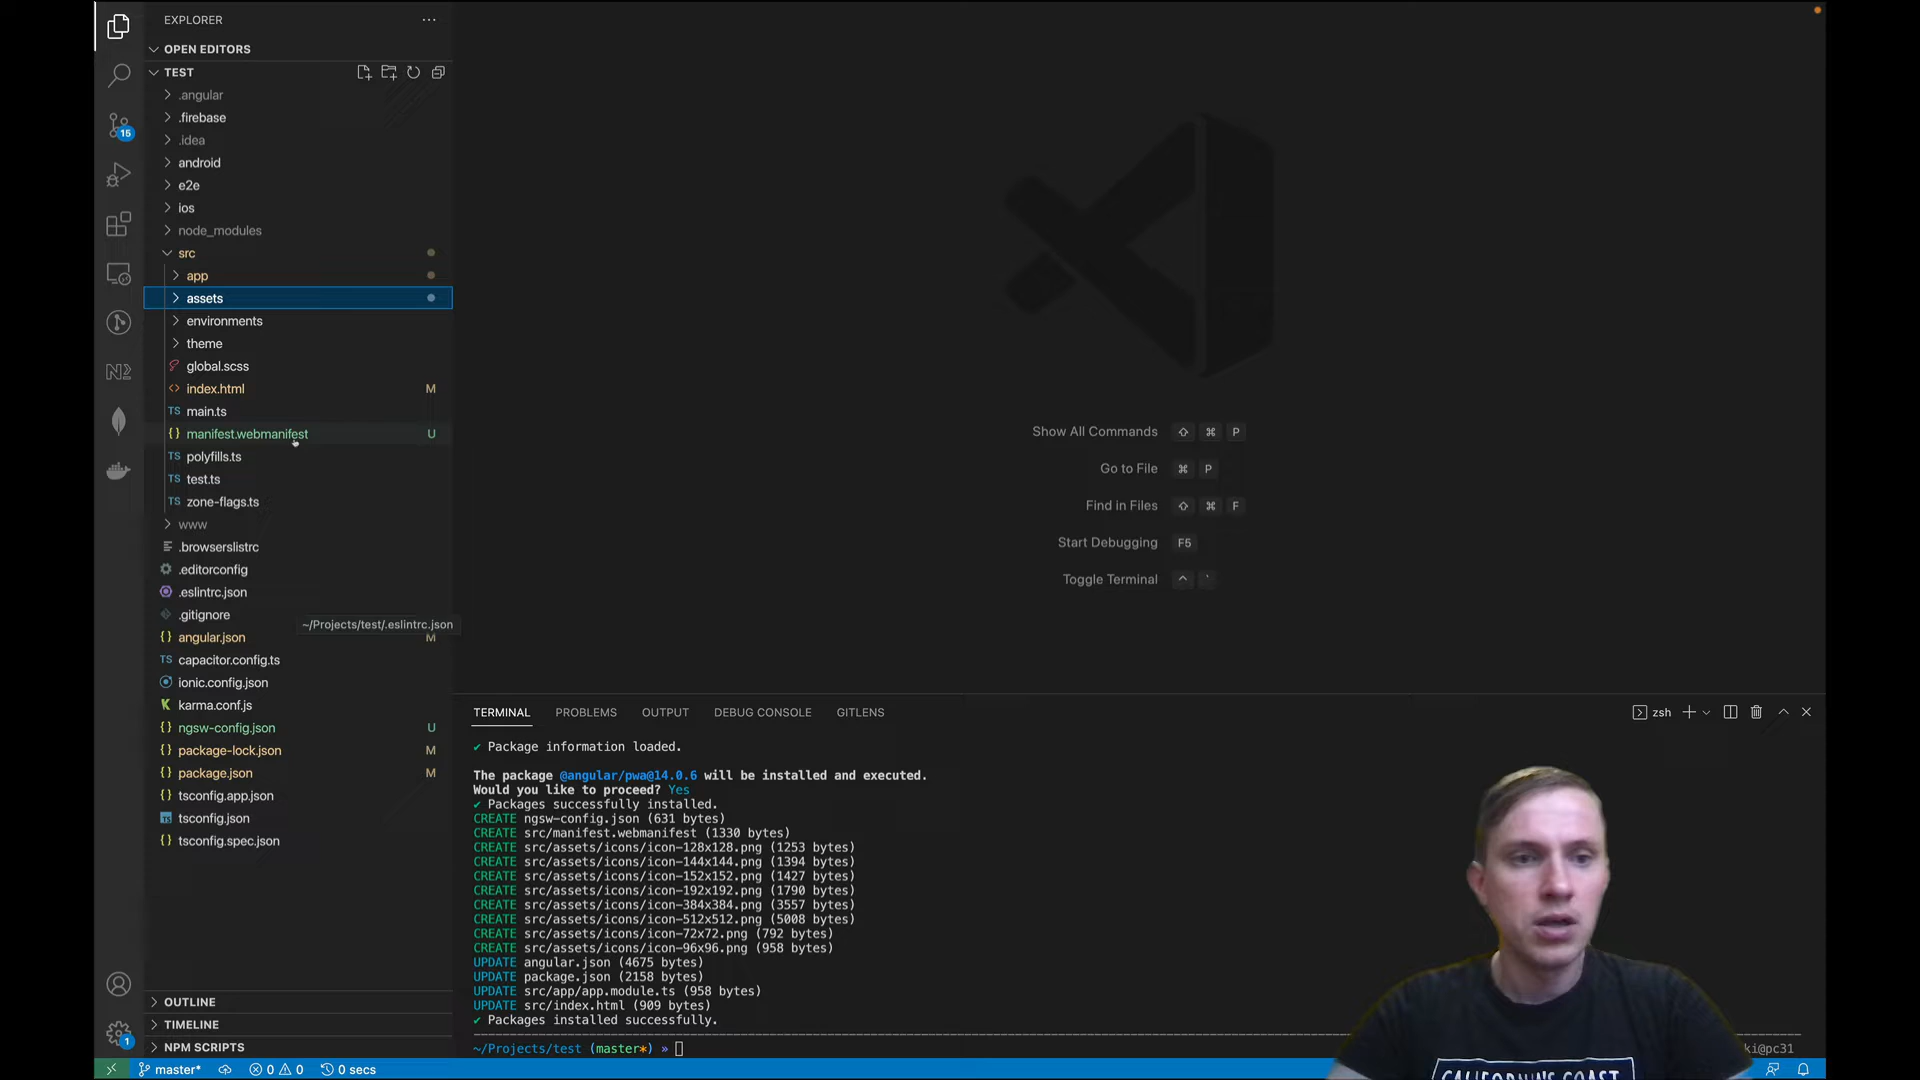 EXPLORER
OPEN EDITORS
TEST
.angular
.firebase
.idea
android
e2e
ios
node_modules
src
app
assets
environments
theme
global.scss
index.html M
main.ts
manifest.webmanifest U
polyfills.ts
test.ts
zone-flags.ts
www
.browserslistrc
.editorconfig
.eslintrc.json
.gitignore
~/Projects/test/.eslintrc.json
angular.json M
capacitor.config.ts
ionic.config.json
karma.conf.js
ngsw-config.json U
package-lock.json M
package.json M
tsconfig.app.json
tsconfig.json
tsconfig.spec.json
OUTLINE
TIMELINE
NPM SCRIPTS
15
1
Show All Commands ⇧ ⌘ P
Go to File ⌘ P
Find in Files ⇧ ⌘ F
Start Debugging F5
Toggle Terminal ^ `
TERMINAL PROBLEMS OUTPUT DEBUG CONSOLE GITLENS zsh
✔ Package information loaded.
The package @angular/pwa@14.0.6 will be installed and executed.
Would you like to proceed? Yes
✔ Packages successfully installed.
CREATE ngsw-config.json (631 bytes)
CREATE src/manifest.webmanifest (1330 bytes)
CREATE src/assets/icons/icon-128x128.png (1253 bytes)
CREATE src/assets/icons/icon-144x144.png (1394 bytes)
CREATE src/assets/icons/icon-152x152.png (1427 bytes)
CREATE src/assets/icons/icon-192x192.png (1790 bytes)
CREATE src/assets/icons/icon-384x384.png (3557 bytes)
CREATE src/assets/icons/icon-512x512.png (5008 bytes)
CREATE src/assets/icons/icon-72x72.png (792 bytes)
CREATE src/assets/icons/icon-96x96.png (958 bytes)
UPDATE angular.json (4675 bytes)
UPDATE package.json (2158 bytes)
UPDATE src/app/app.module.ts (958 bytes)
UPDATE src/index.html (909 bytes)
✔ Packages installed successfully.
~/Projects/test (master*) » ki@pc31
CALIFORNIA'S COAST
master* 0 0 0 secs